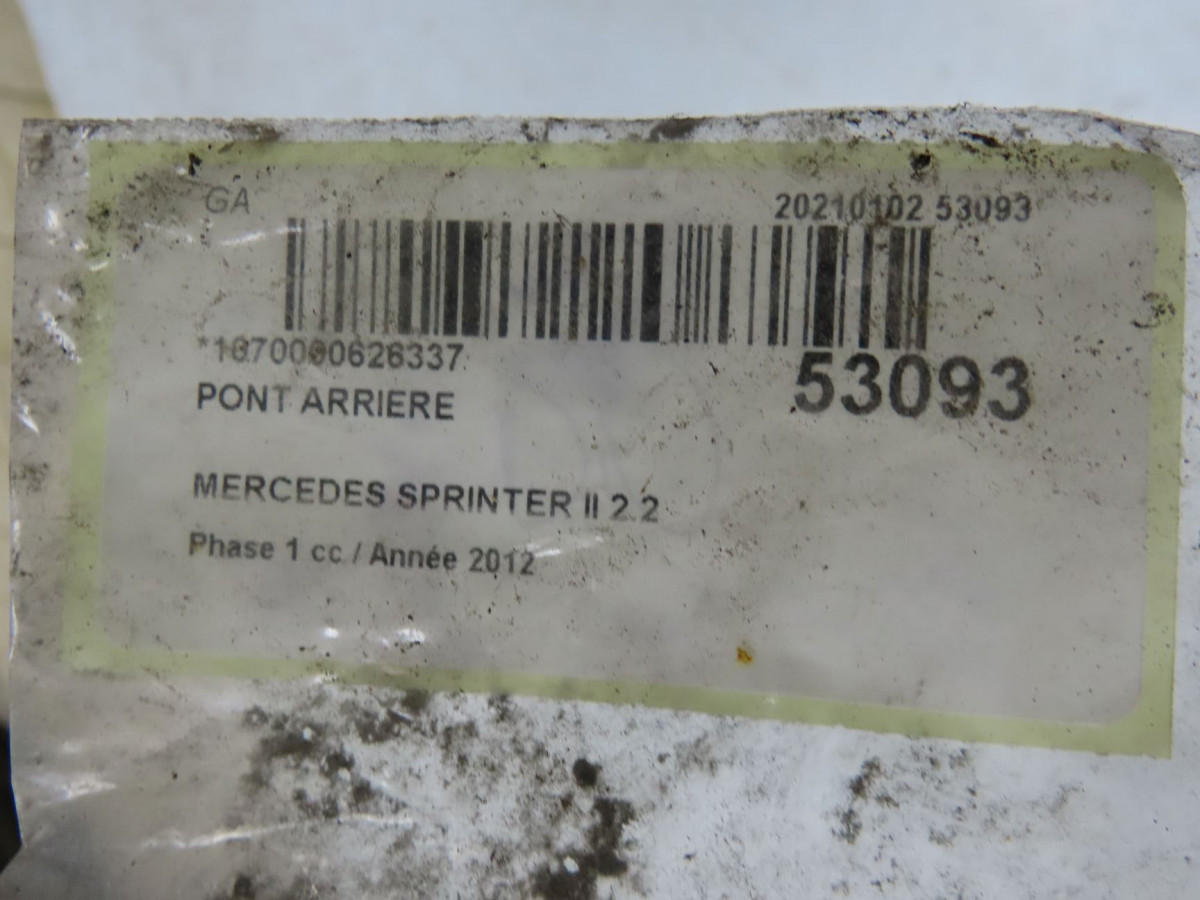 GA
20210102 53093
*1670000626337
53093
PONT ARRIERE
MERCEDES SPRINTER II 2.2
Phase 1 cc / Année 2012